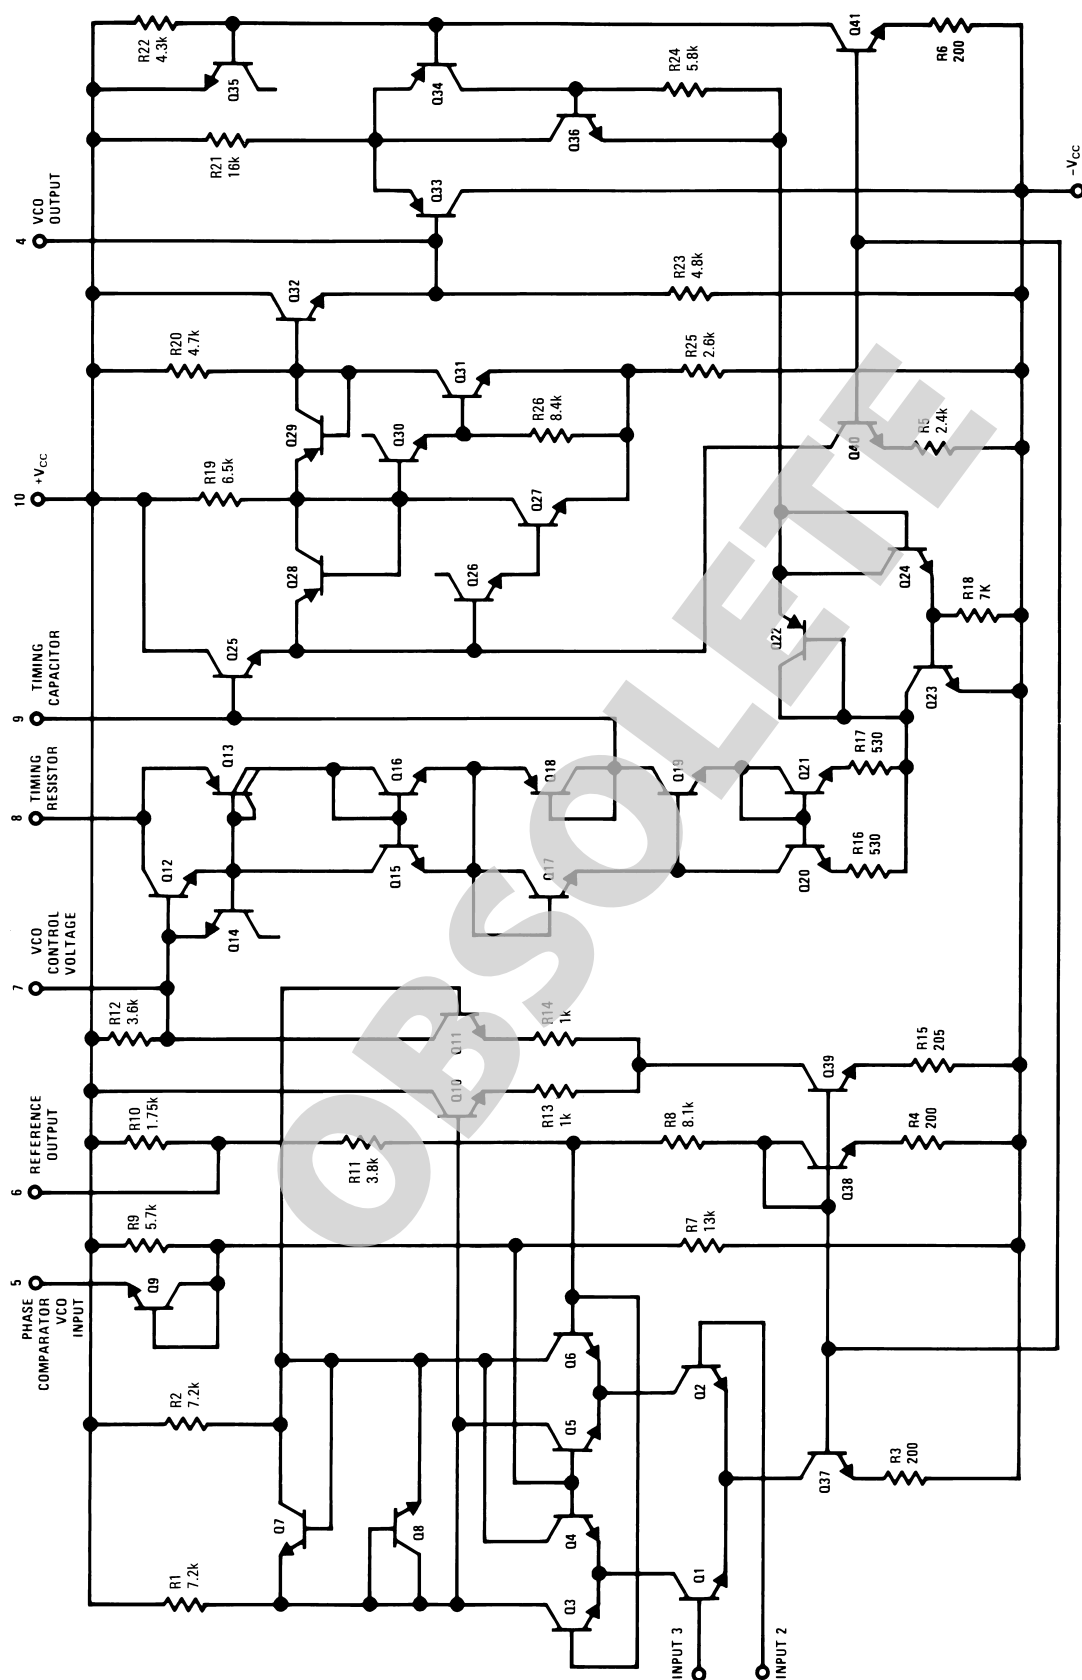 R22
4.3k
Q35
R21
16k
Q34
R24
5.8k
Q36
Q41
R6
200
4
VCO
OUTPUT
Q33
-VCC
Q32
R23
4.8k
R20
4.7k
Q31
R25
2.6k
Q29
Q30
R26
8.4k
Q40
R5
2.4k
10
+VCC
R19
6.5k
Q28
Q27
Q26
Q22
Q24
R18
7K
Q23
Q25
9
TIMING
CAPACITOR
8
TIMING
RESISTOR
Q13
Q16
Q18
Q19
Q21
R17
530
Q12
Q15
Q17
Q20
R16
530
Q14
7
VCO
CONTROL
VOLTAGE
R12
3.6k
Q11
R14
1k
Q10
R13
1k
Q39
R15
205
6
REFERENCE
OUTPUT
R10
1.75k
R11
3.8k
R8
8.1k
Q38
R4
200
5
PHASE
COMPARATOR
VCO
INPUT
R9
5.7k
Q9
R7
13k
R2
7.2k
Q6
Q5
Q2
Q7
Q8
Q4
Q37
R3
200
R1
7.2k
Q3
Q1
INPUT 3
INPUT 2
OBSOLETE